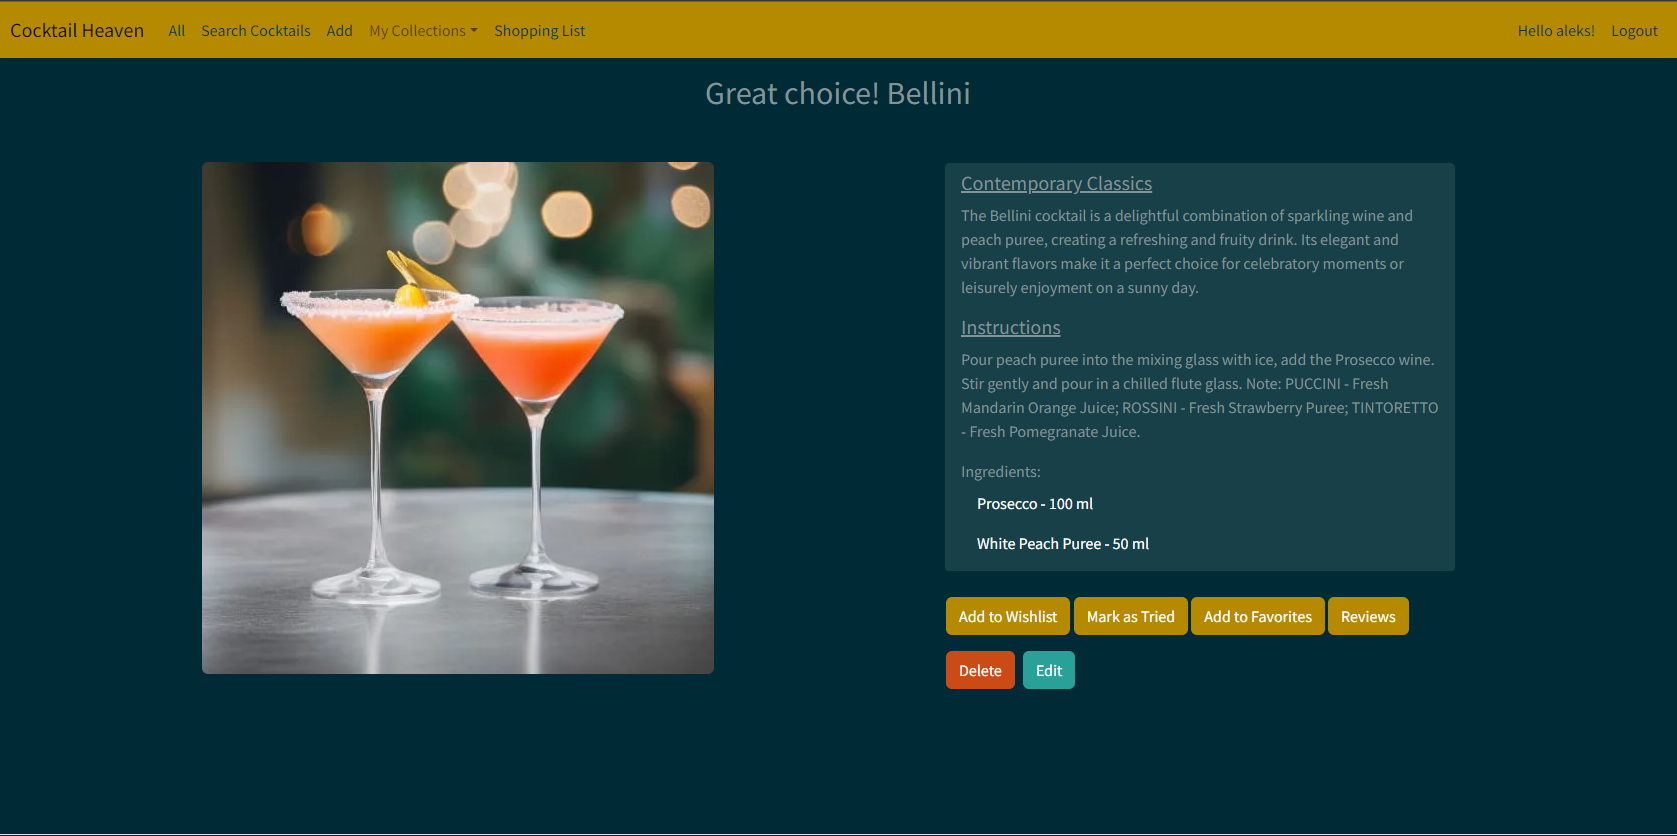 Cocktail Heaven All Search Cocktails Add My Collections Shopping List Hello aleks! Logout
Great choice! Bellini
Contemporary Classics
The Bellini cocktail is a delightful combination of sparkling wine and
peach puree, creating a refreshing and fruity drink. Its elegant and
vibrant flavors make it a perfect choice for celebratory moments or
leisurely enjoyment on a sunny day.
Instructions
Pour peach puree into the mixing glass with ice, add the Prosecco wine.
Stir gently and pour in a chilled flute glass. Note: PUCCINI - Fresh
Mandarin Orange Juice; ROSSINI - Fresh Strawberry Puree; TINTORETTO
- Fresh Pomegranate Juice.
Ingredients:
Prosecco - 100 ml
White Peach Puree - 50 ml
Add to Wishlist Mark as Tried Add to Favorites Reviews
Delete Edit